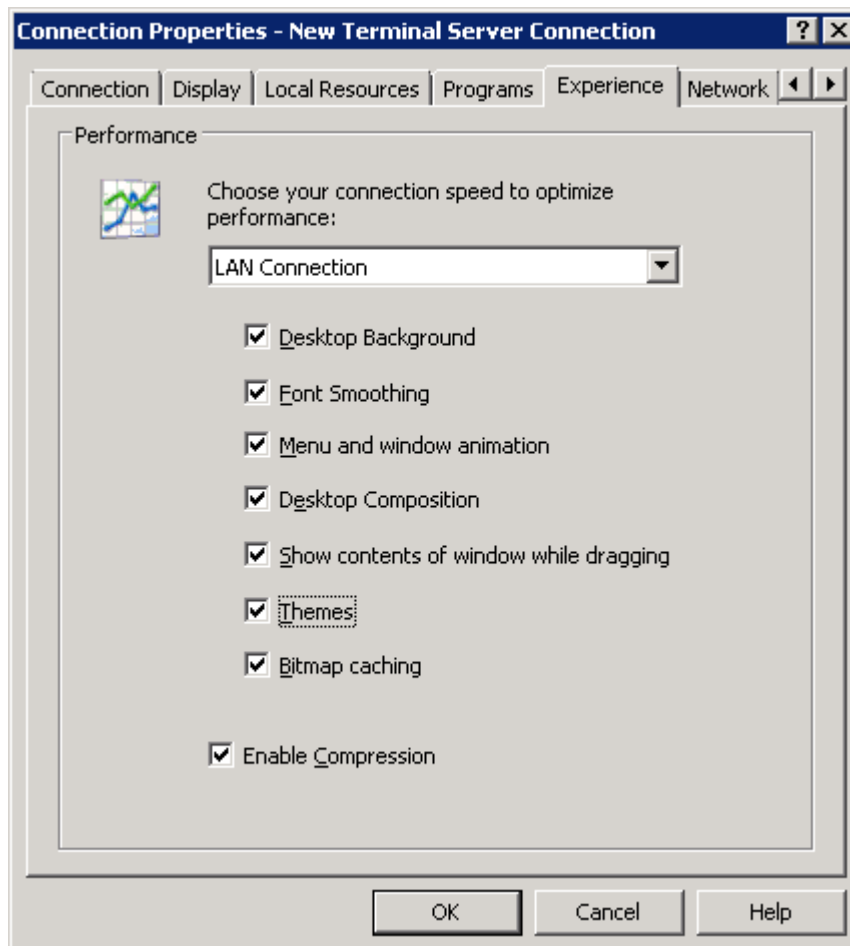 Connection Properties - New Terminal Server Connection
Connection Display Local Resources Programs Experience Network
Performance
Choose your connection speed to optimize
performance:
LAN Connection
Desktop Background
Font Smoothing
Menu and window animation
Desktop Composition
Show contents of window while dragging
Themes
Bitmap caching
Enable Compression
OK Cancel Help